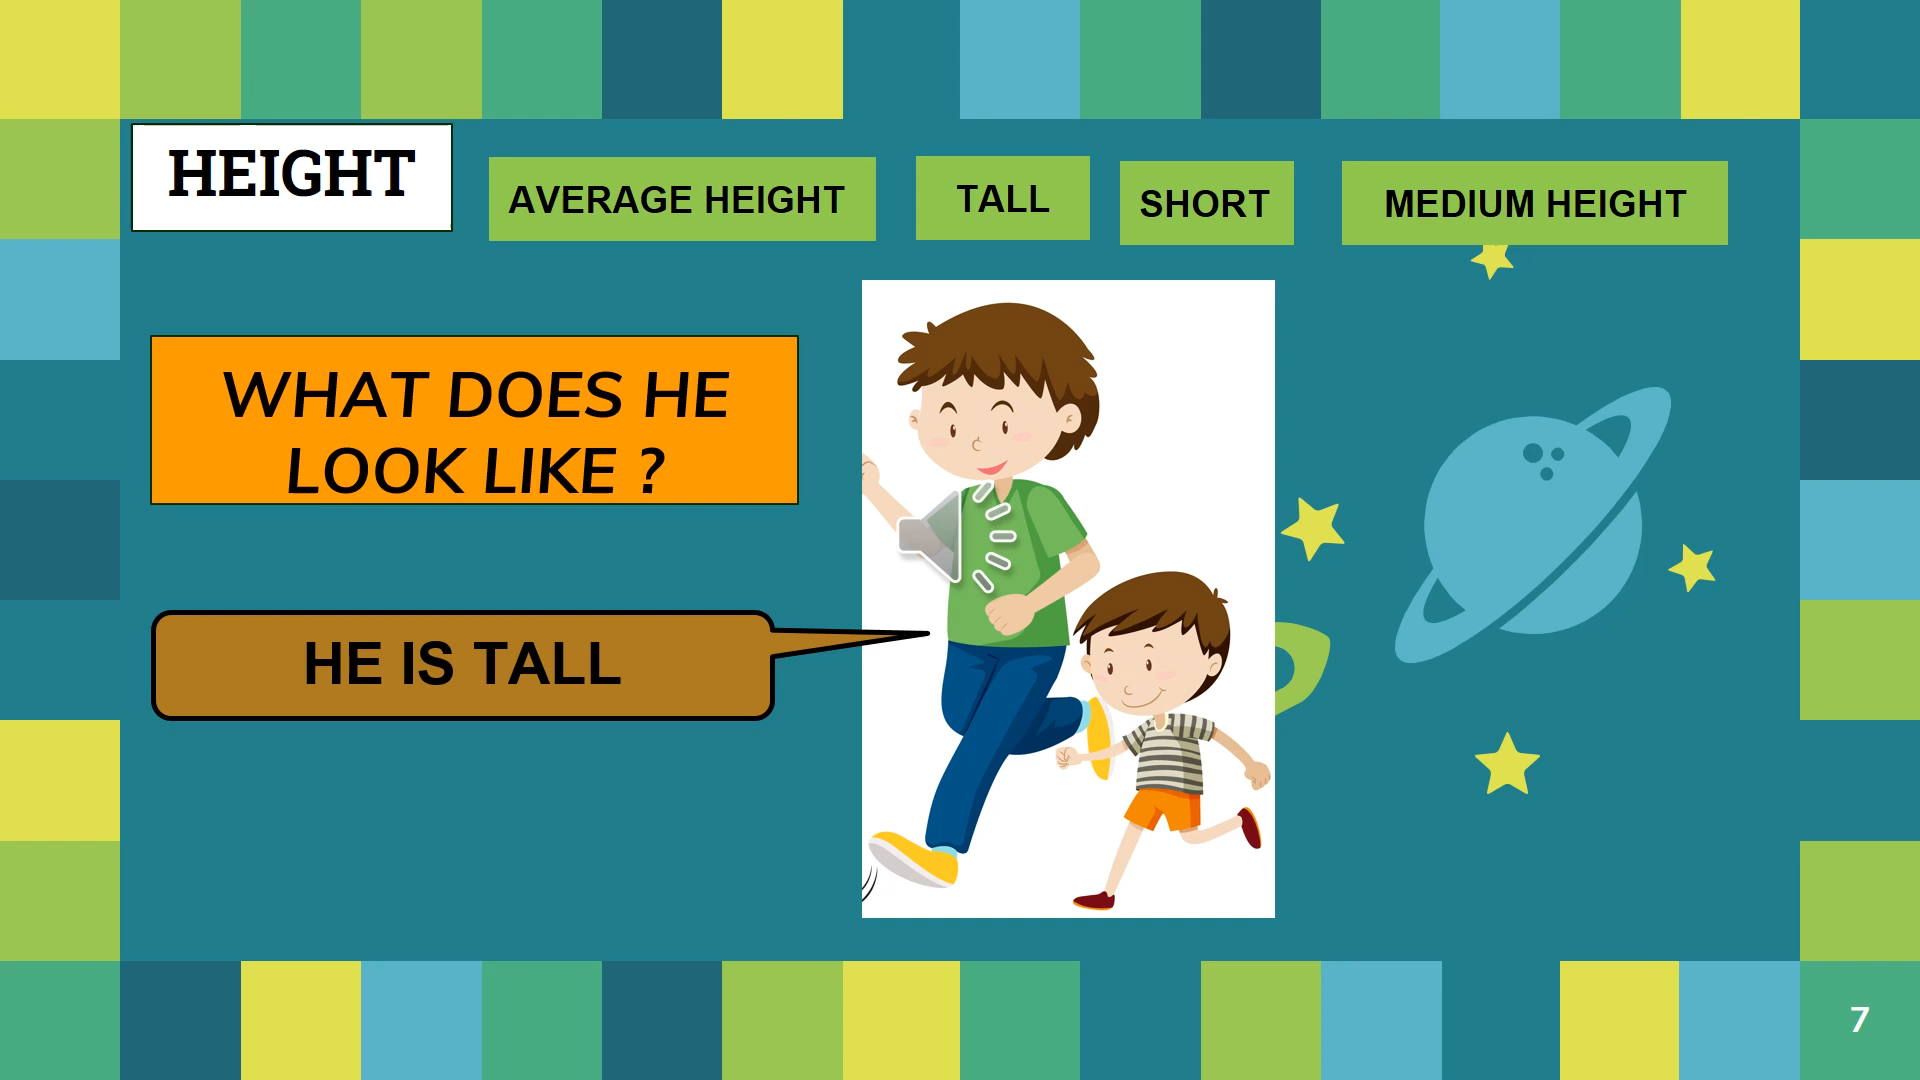 HEIGHT
AVERAGE HEIGHT
TALL
SHORT
MEDIUM HEIGHT
WHAT DOES HE
LOOK LIKE ?
HE IS TALL
7